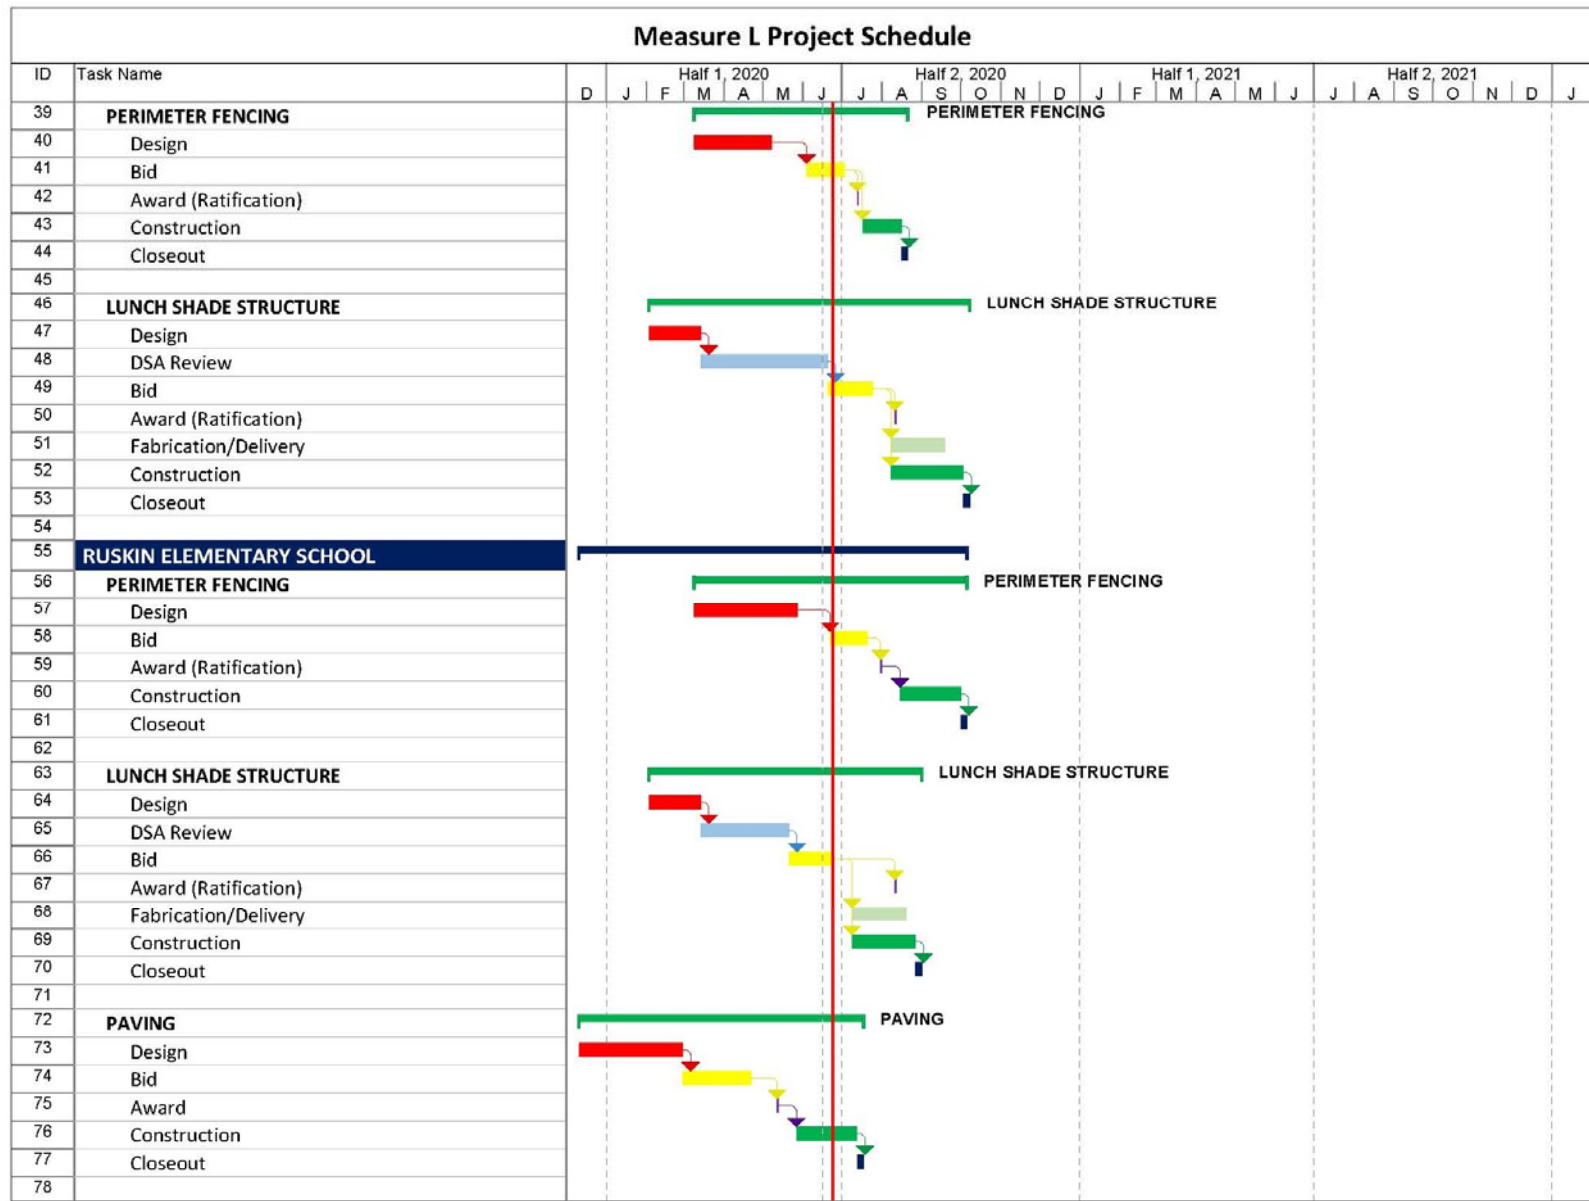 Measure L Project Schedule
ID Task Name Half 1, 2020 Half 2, 2020 Half 1, 2021 Half 2, 2021
D J F M A M J J A S O N D J F M A M J J A S O N D J
39 PERIMETER FENCING PERIMETER FENCING
40 Design
41 Bid
42 Award (Ratification)
43 Construction
44 Closeout
45
46 LUNCH SHADE STRUCTURE LUNCH SHADE STRUCTURE
47 Design
48 DSA Review
49 Bid
50 Award (Ratification)
51 Fabrication/Delivery
52 Construction
53 Closeout
54
55 RUSKIN ELEMENTARY SCHOOL
56 PERIMETER FENCING PERIMETER FENCING
57 Design
58 Bid
59 Award (Ratification)
60 Construction
61 Closeout
62
63 LUNCH SHADE STRUCTURE LUNCH SHADE STRUCTURE
64 Design
65 DSA Review
66 Bid
67 Award (Ratification)
68 Fabrication/Delivery
69 Construction
70 Closeout
71
72 PAVING PAVING
73 Design
74 Bid
75 Award
76 Construction
77 Closeout
78